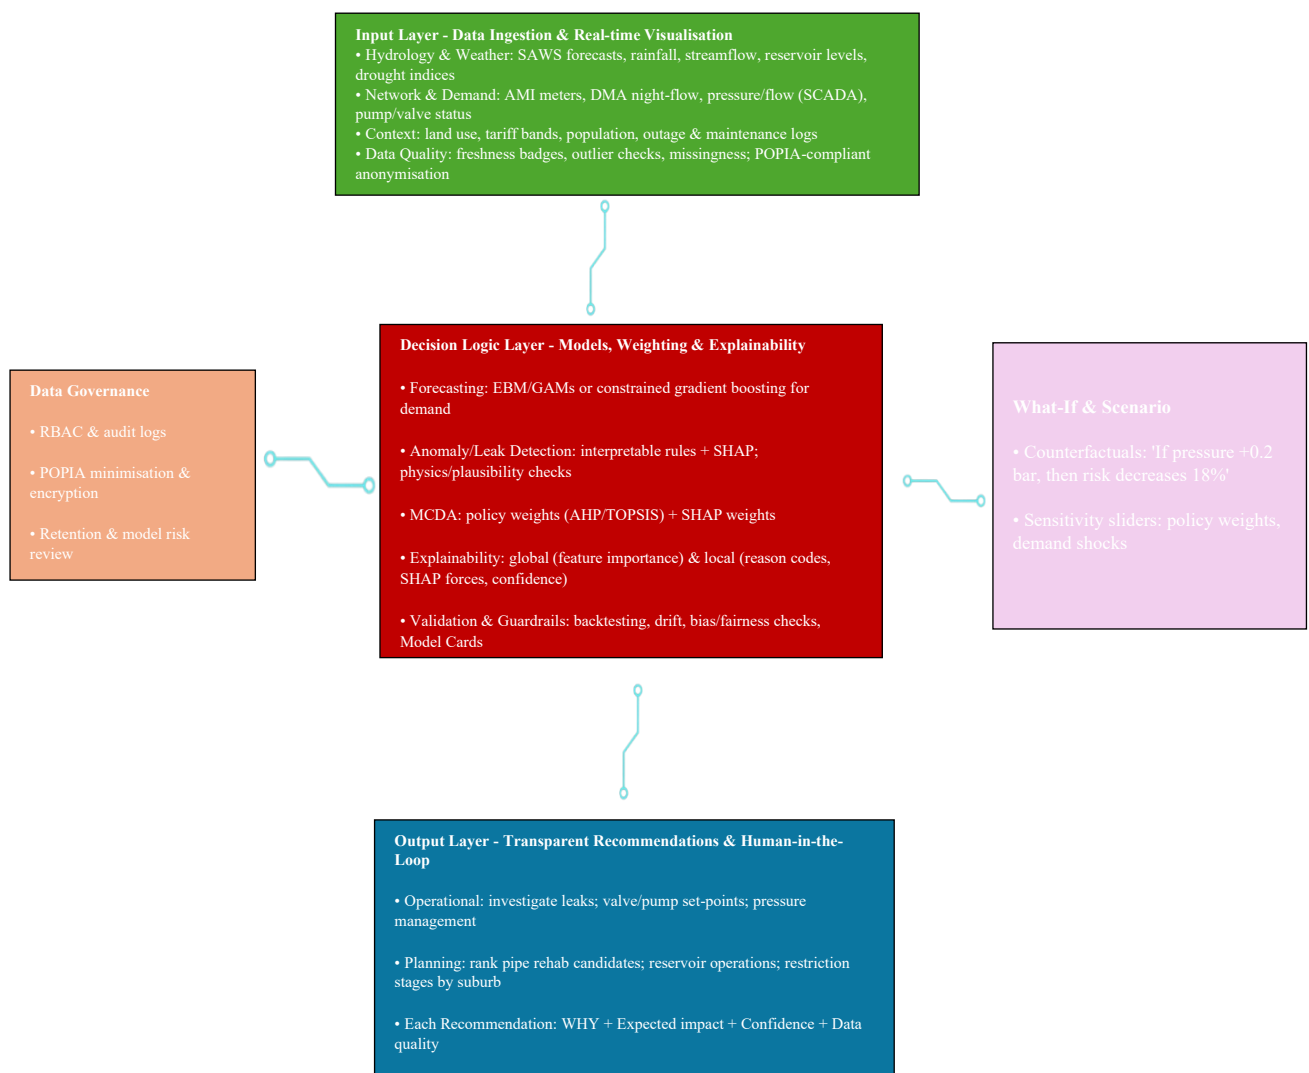 Input Layer - Data Ingestion & Real-time Visualisation
• Hydrology & Weather: SAWS forecasts, rainfall, streamflow, reservoir levels,
drought indices
• Network & Demand: AMI meters, DMA night-flow, pressure/flow (SCADA),
pump/valve status
• Context: land use, tariff bands, population, outage & maintenance logs
• Data Quality: freshness badges, outlier checks, missingness; POPIA-compliant
anonymisation
Data Governance
• RBAC & audit logs
• POPIA minimisation &
encryption
• Retention & model risk
review
Decision Logic Layer - Models, Weighting & Explainability
• Forecasting: EBM/GAMs or constrained gradient boosting for
demand
• Anomaly/Leak Detection: interpretable rules + SHAP;
physics/plausibility checks
• MCDA: policy weights (AHP/TOPSIS) + SHAP weights
• Explainability: global (feature importance) & local (reason codes,
SHAP forces, confidence)
• Validation & Guardrails: backtesting, drift, bias/fairness checks,
Model Cards
What-If & Scenario
• Counterfactuals: 'If pressure +0.2
bar, then risk decreases 18%'
• Sensitivity sliders: policy weights,
demand shocks
Output Layer - Transparent Recommendations & Human-in-the-
Loop
• Operational: investigate leaks; valve/pump set-points; pressure
management
• Planning: rank pipe rehab candidates; reservoir operations; restriction
stages by suburb
• Each Recommendation: WHY + Expected impact + Confidence + Data
quality